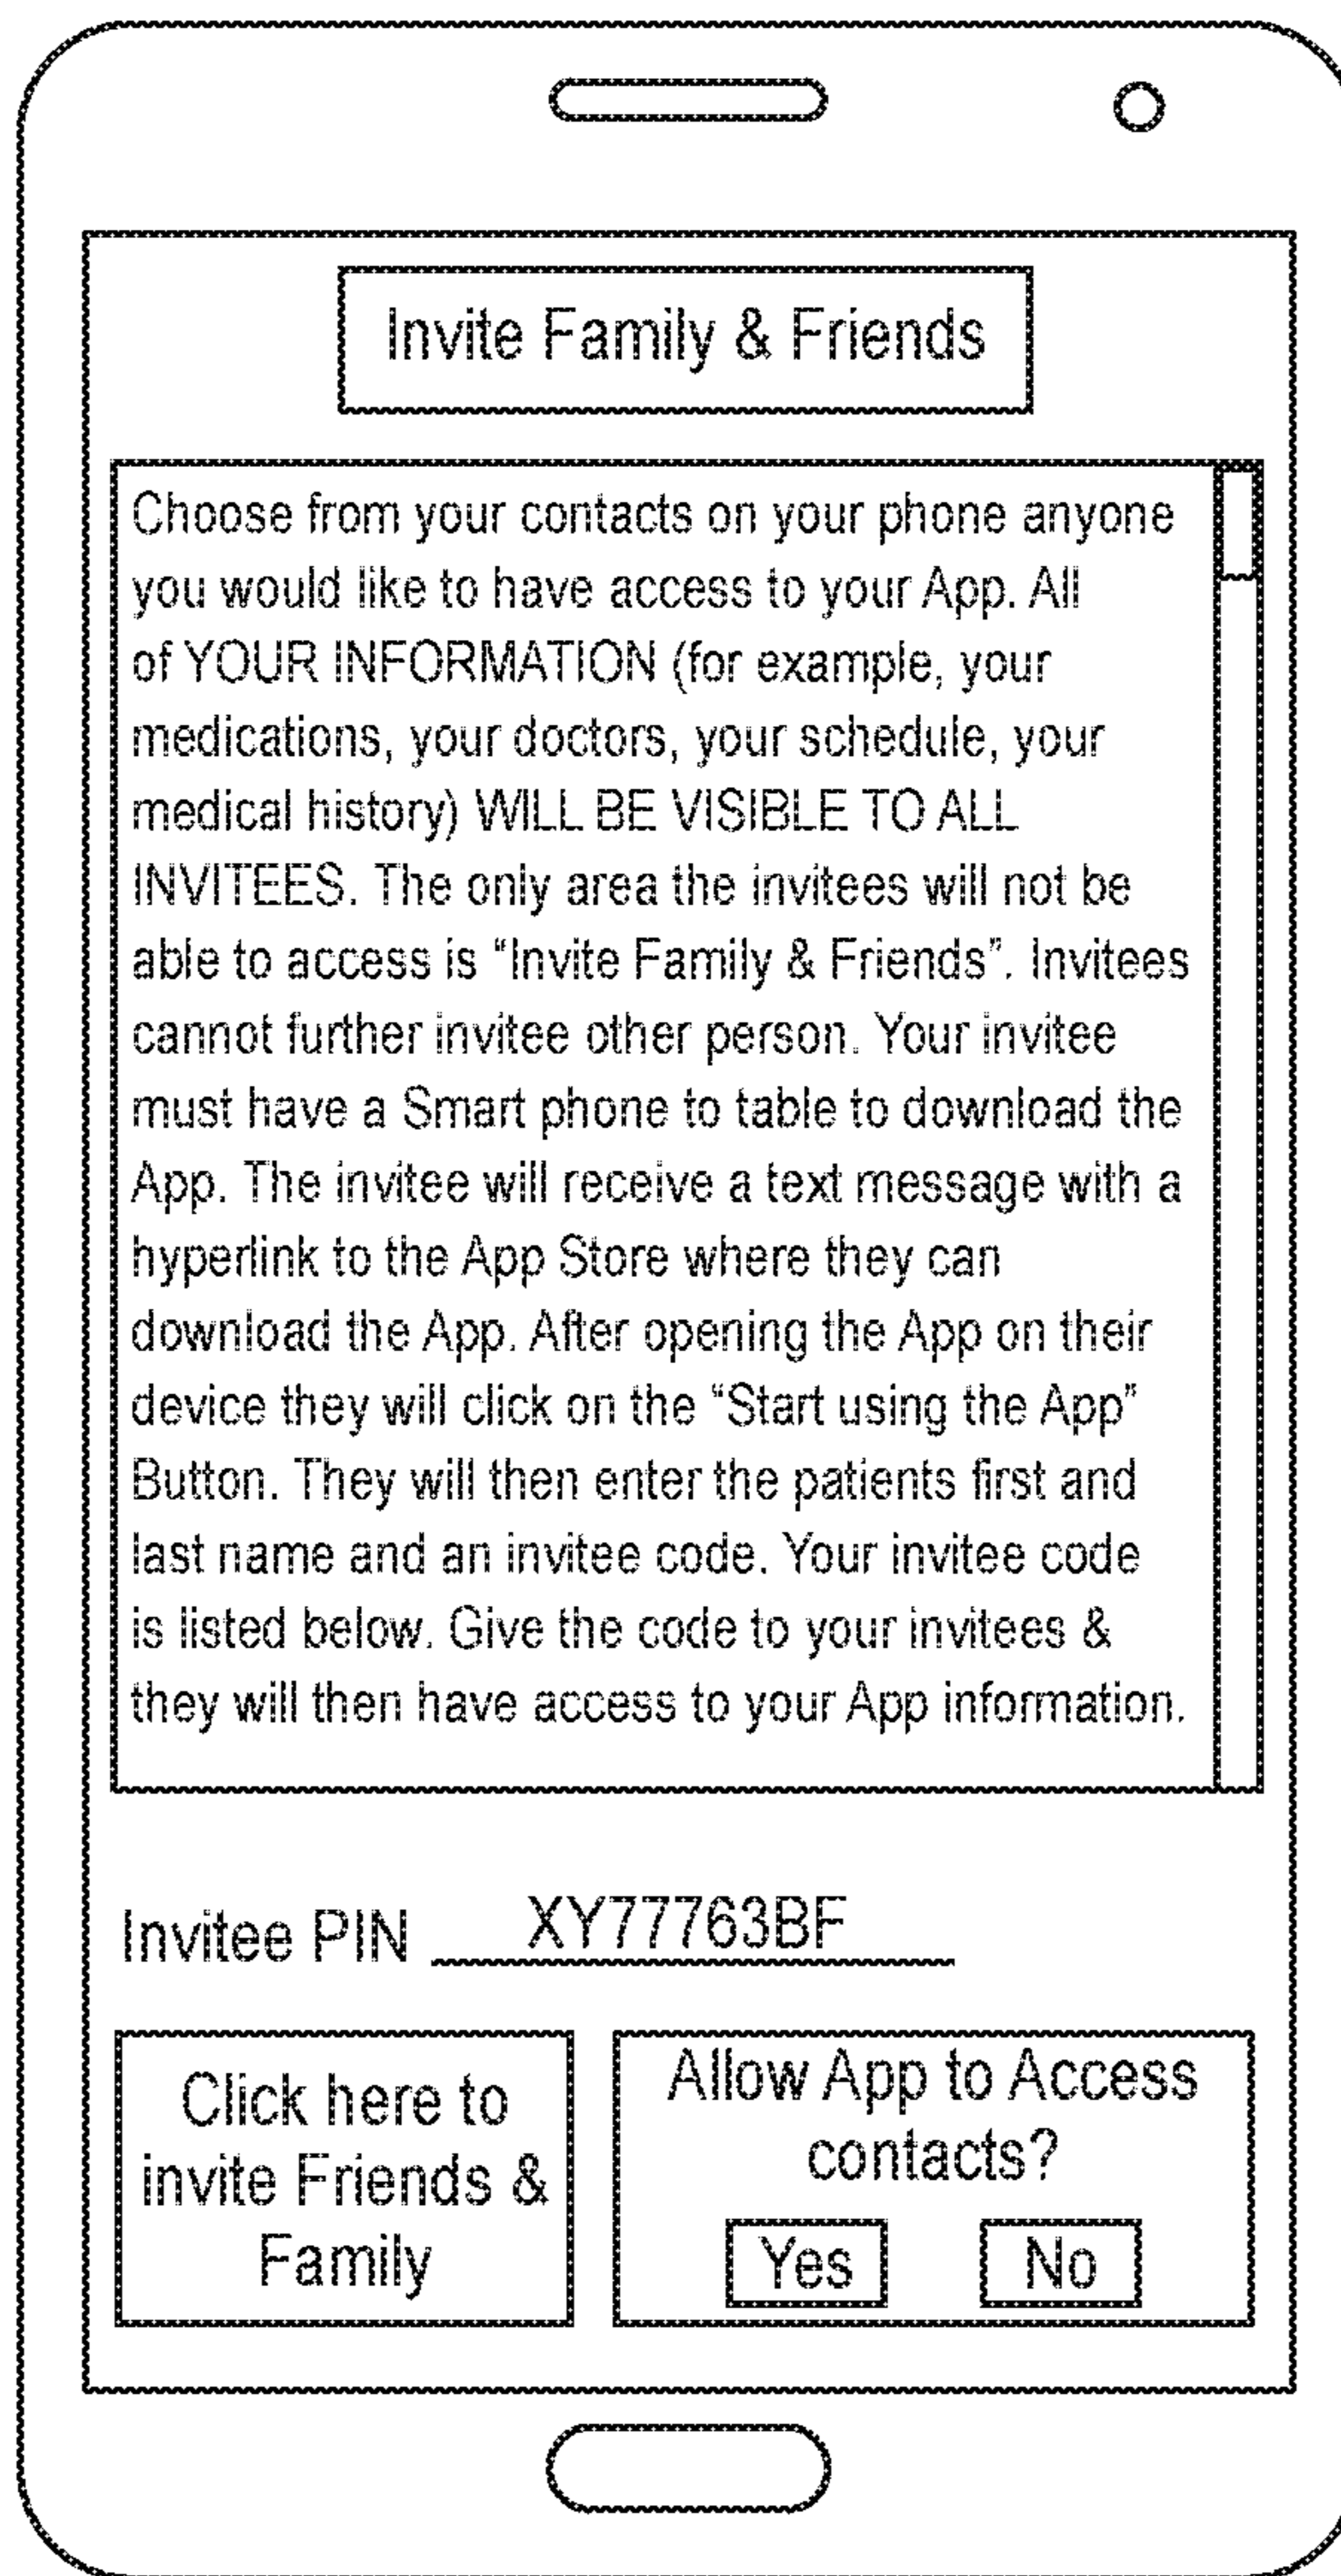 Invite Family & Friends
Choose from your contacts on your phone anyone
you would like to have access to your App. All
of YOUR INFORMATION (for example, your
medications, your doctors, your schedule, your
medical history) WILL BE VISIBLE TO ALL
INVITEES. The only area the invitees will not be
able to access is “Invite Family & Friends”. Invitees
cannot further invitee other person. Your invitee
must have a Smart phone to table to download the
App. The invitee will receive a text message with a
hyperlink to the App Store where they can
download the App. After opening the App on their
device they will click on the “Start using the App”
Button. They will then enter the patients first and
last name and an invitee code. Your invitee code
is listed below. Give the code to your invitees &
they will then have access to your App information.
Invitee PIN XY77763BF
Click here to
invite Friends &
Family
Allow App to Access
contacts?
Yes No